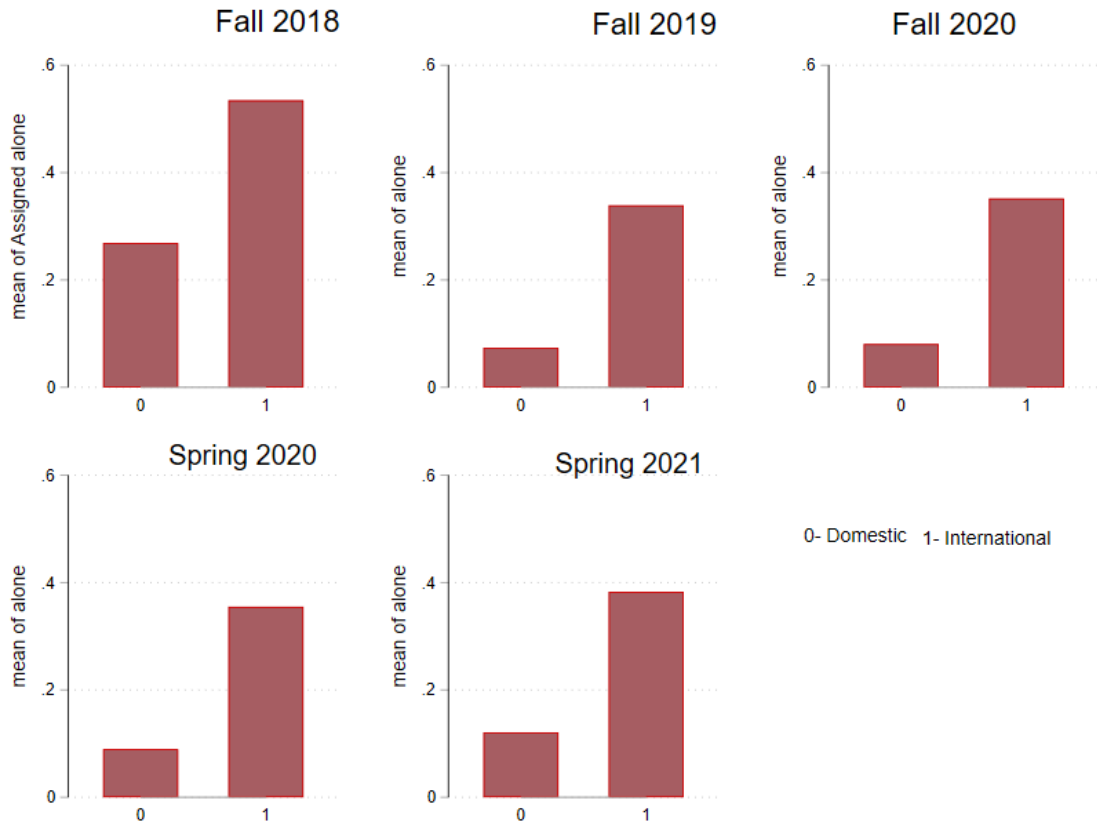 Fall 2018
mean of Assigned alone
.6
.4
.2
0
0 1
Fall 2019
mean of alone
.6
.4
.2
0
0 1
Fall 2020
mean of alone
.6
.4
.2
0
0 1
Spring 2020
mean of alone
.6
.4
.2
0
0 1
Spring 2021
mean of alone
.6
.4
.2
0
0 1
0- Domestic 1- International